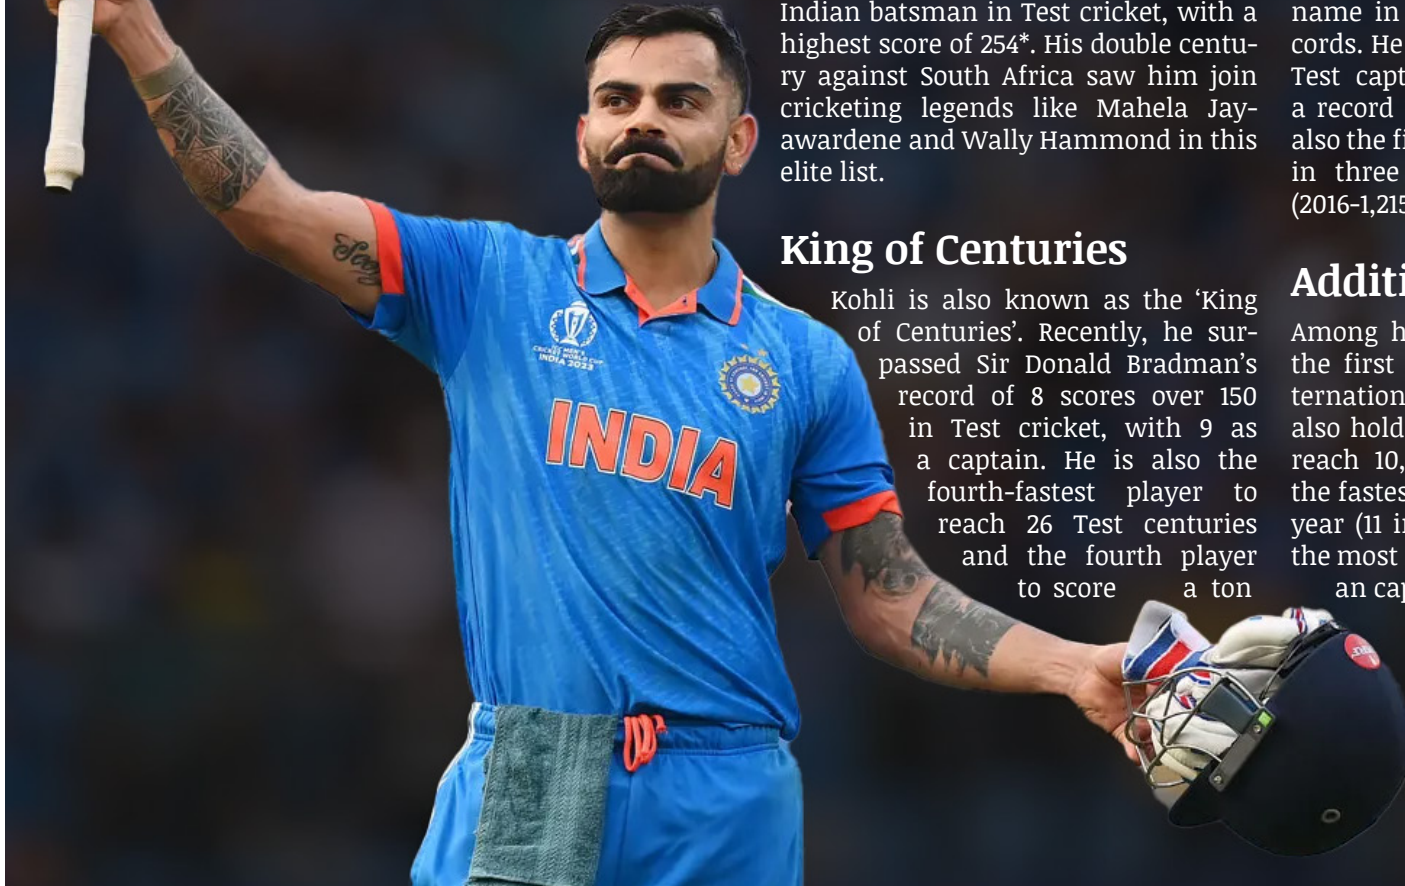 Indian batsman in Test cricket, with a
highest score of 254*. His double centu-
ry against South Africa saw him join
cricketing legends like Mahela Jay-
awardene and Wally Hammond in this
elite list.
King of Centuries
Kohli is also known as the ‘King
of Centuries’. Recently, he sur-
passed Sir Donald Bradman’s
record of 8 scores over 150
in Test cricket, with 9 as
a captain. He is also the
fourth-fastest player to
reach 26 Test centuries
and the fourth player
to score a ton
name in
cords. He
Test capt
a record
also the fi
in three
(2016-1,215
Additi
Among h
the first
ternation
also hold
reach 10,
the fastes
year (11 i
the most
an ca
CRICKET WORLD CUP
INDIA 2023
INDIA